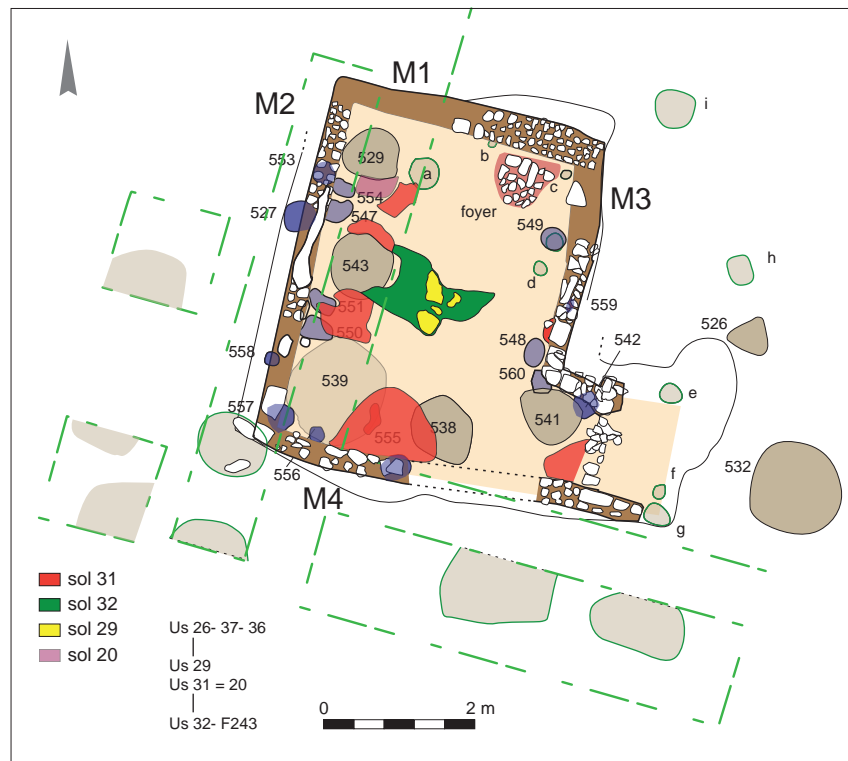 M1
M2
i
553
529
b
a
c
554
M3
527
foyer
547
549
543
h
d
551
559
550
526
542
558
548
560
539
e
557
541
538
555
532
556
f
M4
g
sol 31
sol 32
sol 29
sol 20
Us 26- 37- 36
Us 29
Us 31 = 20
Us 32- F243
0 2 m